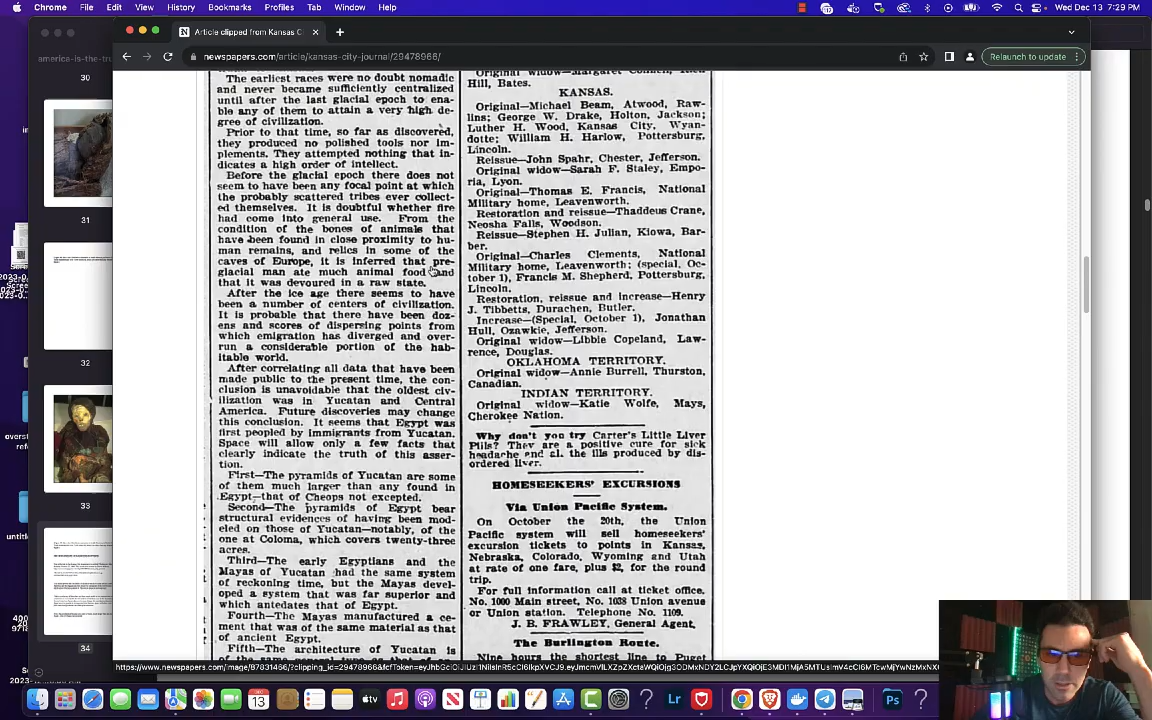 Chrome File Edit View History Bookmarks Profiles Tab Window Help
Wed Dec 13 7:29 PM
Article clipped from Kansas C
newspapers.com/article/kansas-city-journal/29478966/
Relaunch to update
america-is-the-tru
30
31
32
33
34
The earliest races were no doubt nomadic
and never became sufficiently centralized
until after the last glacial epoch to ena-
ble any of them to attain a very high de-
gree of civilization.
Prior to that time, so far as discovered,
they produced no polished tools nor im-
plements. They attempted nothing that in-
dicates a high order of intellect.
Before the glacial epoch there does not
seem to have been any focal point at which
the probably scattered tribes ever collect-
ed themselves. It is doubtful whether fire
had come into general use. From the
condition of the bones of animals that
have been found in close proximity to hu-
man remains, and relics in some of the
caves of Europe, it is inferred that pre-
glacial man ate much animal food and
that it was devoured in a raw state.
After the ice age there seems to have
been a number of centers of civilization.
It is probable that there have been doz-
ens and scores of dispersing points from
which emigration has diverged and over-
run a considerable portion of the hab-
itable world.
After correlating all data that have been
made public to the present time, the con-
clusion is unavoidable that the oldest civ-
ilization was in Yucatan and Central
America. Future discoveries may change
this conclusion. It seems that Egypt was
first peopled by immigrants from Yucatan.
Space will allow only a few facts that
clearly indicate the truth of this asser-
tion.
First—The pyramids of Yucatan are some
of them much larger than any found in
Egypt—that of Cheops not excepted.
Second—The pyramids of Egypt bear
structural evidences of having been mod-
eled on those of Yucatan—notably, of the
one at Coloma, which covers twenty-three
acres.
Third—The early Egyptians and the
Mayas of Yucatan had the same system
of reckoning time, but the Mayas devel-
oped a system that was far superior and
which antedates that of Egypt.
Fourth—The Mayas manufactured a ce-
ment that was of the same material as that
of ancient Egypt.
Fifth—The architecture of Yucatan is
Original widow—Margaret
Hill, Bates.
KANSAS.
Original—Michael Beam, Atwood, Raw-
lins; George W. Drake, Holton, Jackson;
Luther H. Wood, Kansas City, Wyan-
dotte; William H. Harlow, Pottersburg,
Lincoln.
Reissue—John Spahr, Chester, Jefferson.
Original widow—Sarah F. Staley, Empo-
ria, Lyon.
Original—Thomas E. Francis, National
Military home, Leavenworth.
Restoration and reissue—Thaddeus Crane,
Neosha Falls, Woodson.
Reissue—Stephen H. Julian, Kiowa, Bar-
ber.
Original—Charles Clements, National
Military home, Leavenworth; (special, Oc-
tober 1), Francis M. Shepherd, Pottersburg,
Lincoln.
Restoration, reissue and increase—Henry
J. Tibbetts, Durachen, Butler.
Increase—(Special, October 1), Jonathan
Hull, Ozawkie, Jefferson.
Original widow—Libbie Copeland, Law-
rence, Douglas.
OKLAHOMA TERRITORY.
Original widow—Annie Burrell, Thurston,
Canadian.
INDIAN TERRITORY.
Original widow—Katie Wolfe, Mays,
Cherokee Nation.
Why don't you try Carter's Little Liver
Pills? They are a positive cure for sick
headache and all the ills produced by dis-
ordered liver.
HOMESEEKERS' EXCURSIONS
Via Union Pacific System.
On October the 20th, the Union
Pacific system will sell homeseekers'
excursion tickets to points in Kansas,
Nebraska, Colorado, Wyoming and Utah
at rate of one fare, plus $2, for the round
trip.
For full information call at ticket office.
No. 1000 Main street, No. 1038 Union avenue
or Union station. Telephone No. 1109.
J. B. FRAWLEY, General Agent.
The Burlington Route.
Nine hours the shortest line to Puget